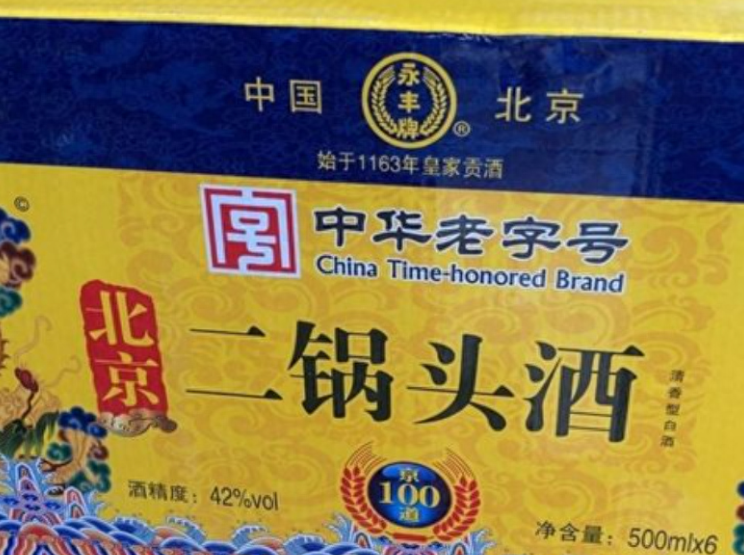 中国 永丰牌® 北京
始于1163年皇家贡酒
©
中华老字号
China Time-honored Brand
北京
二锅头酒
清香型白酒
京
100
道
酒精度：42%vol
净含量：500mlx6